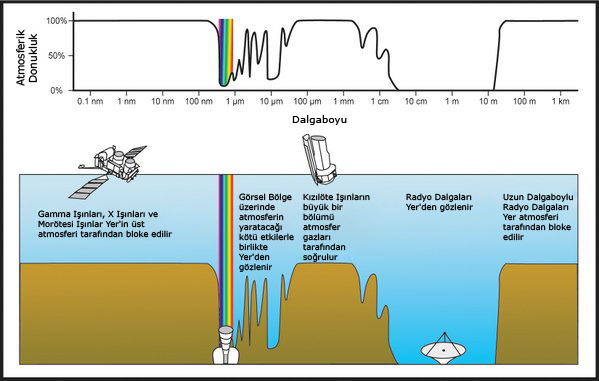 Atmosferik
Donukluk
100%
50%
0%
0.1 nm 1 nm 10 nm 100 nm 1 µm 10 µm 100 µm 1 mm 1 cm 10 cm 1 m 10 m 100 m 1 km
Dalgaboyu
Gamma Işınları, X Işınları ve
Morötesi Işınlar Yer'in üst
atmosferi tarafından bloke edilir
Görsel Bölge
üzerinde
atmosferin
yaratacağı
kötü etkilerle
birlikte
Yer'den
gözlenir
Kızılöte Işınların
büyük bir
bölümü
atmosfer
gazları
tarafından
soğrulur
Radyo Dalgaları
Yer'den gözlenir
Uzun Dalgaboylu
Radyo Dalgaları
Yer atmosferi
tarafından bloke
edilir